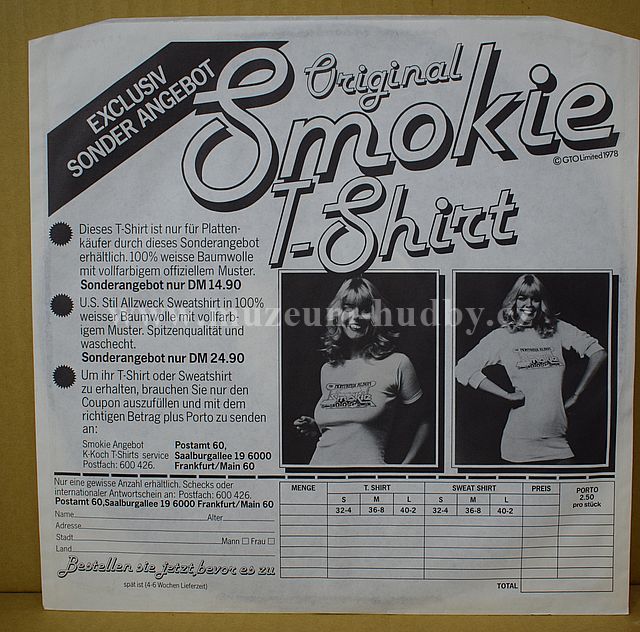 EXCLUSIV
SONDER ANGEBOT
Original
Smokie
T-Shirt
© GTO Limited 1978
Dieses T-Shirt ist nur für Platten-
käufer durch dieses Sonderangebot
erhältlich. 100% weisse Baumwolle
mit vollfarbigem offiziellem Muster.
Sonderangebot nur DM 14.90
U.S. Stil Allzweck Sweatshirt in 100%
weisser Baumwolle mit vollfarb-
igem Muster. Spitzenqualität und
waschecht.
Sonderangebot nur DM 24.90
Um ihr T-Shirt oder Sweatshirt
zu erhalten, brauchen Sie nur den
Coupon auszufüllen und mit dem
richtigen Betrag plus Porto zu senden
an:
Smokie Angebot
K-Koch T-Shirts service
Postfach: 600 426.
Postamt 60,
Saalburgallee 19 6000
Frankfurt/Main 60
www.muzeum-hudby.cz
Smokie
Smokie
Nur eine gewisse Anzahl erhältlich. Schecks oder
internationaler Antwortschein an: Postfach: 600 426.
Postamt 60, Saalburgallee 19 6000 Frankfurt/Main 60
Name Alter
Adresse
Stadt Mann Frau
Land
Bestellen sie jetzt bevor es zu
spät ist (4-6 Wochen Lieferzeit)
MENGE T. SHIRT SWEAT SHIRT PREIS PORTO
2.50
pro stück
S M L S M L
32-4 36-8 40-2 32-4 36-8 40-2
TOTAL